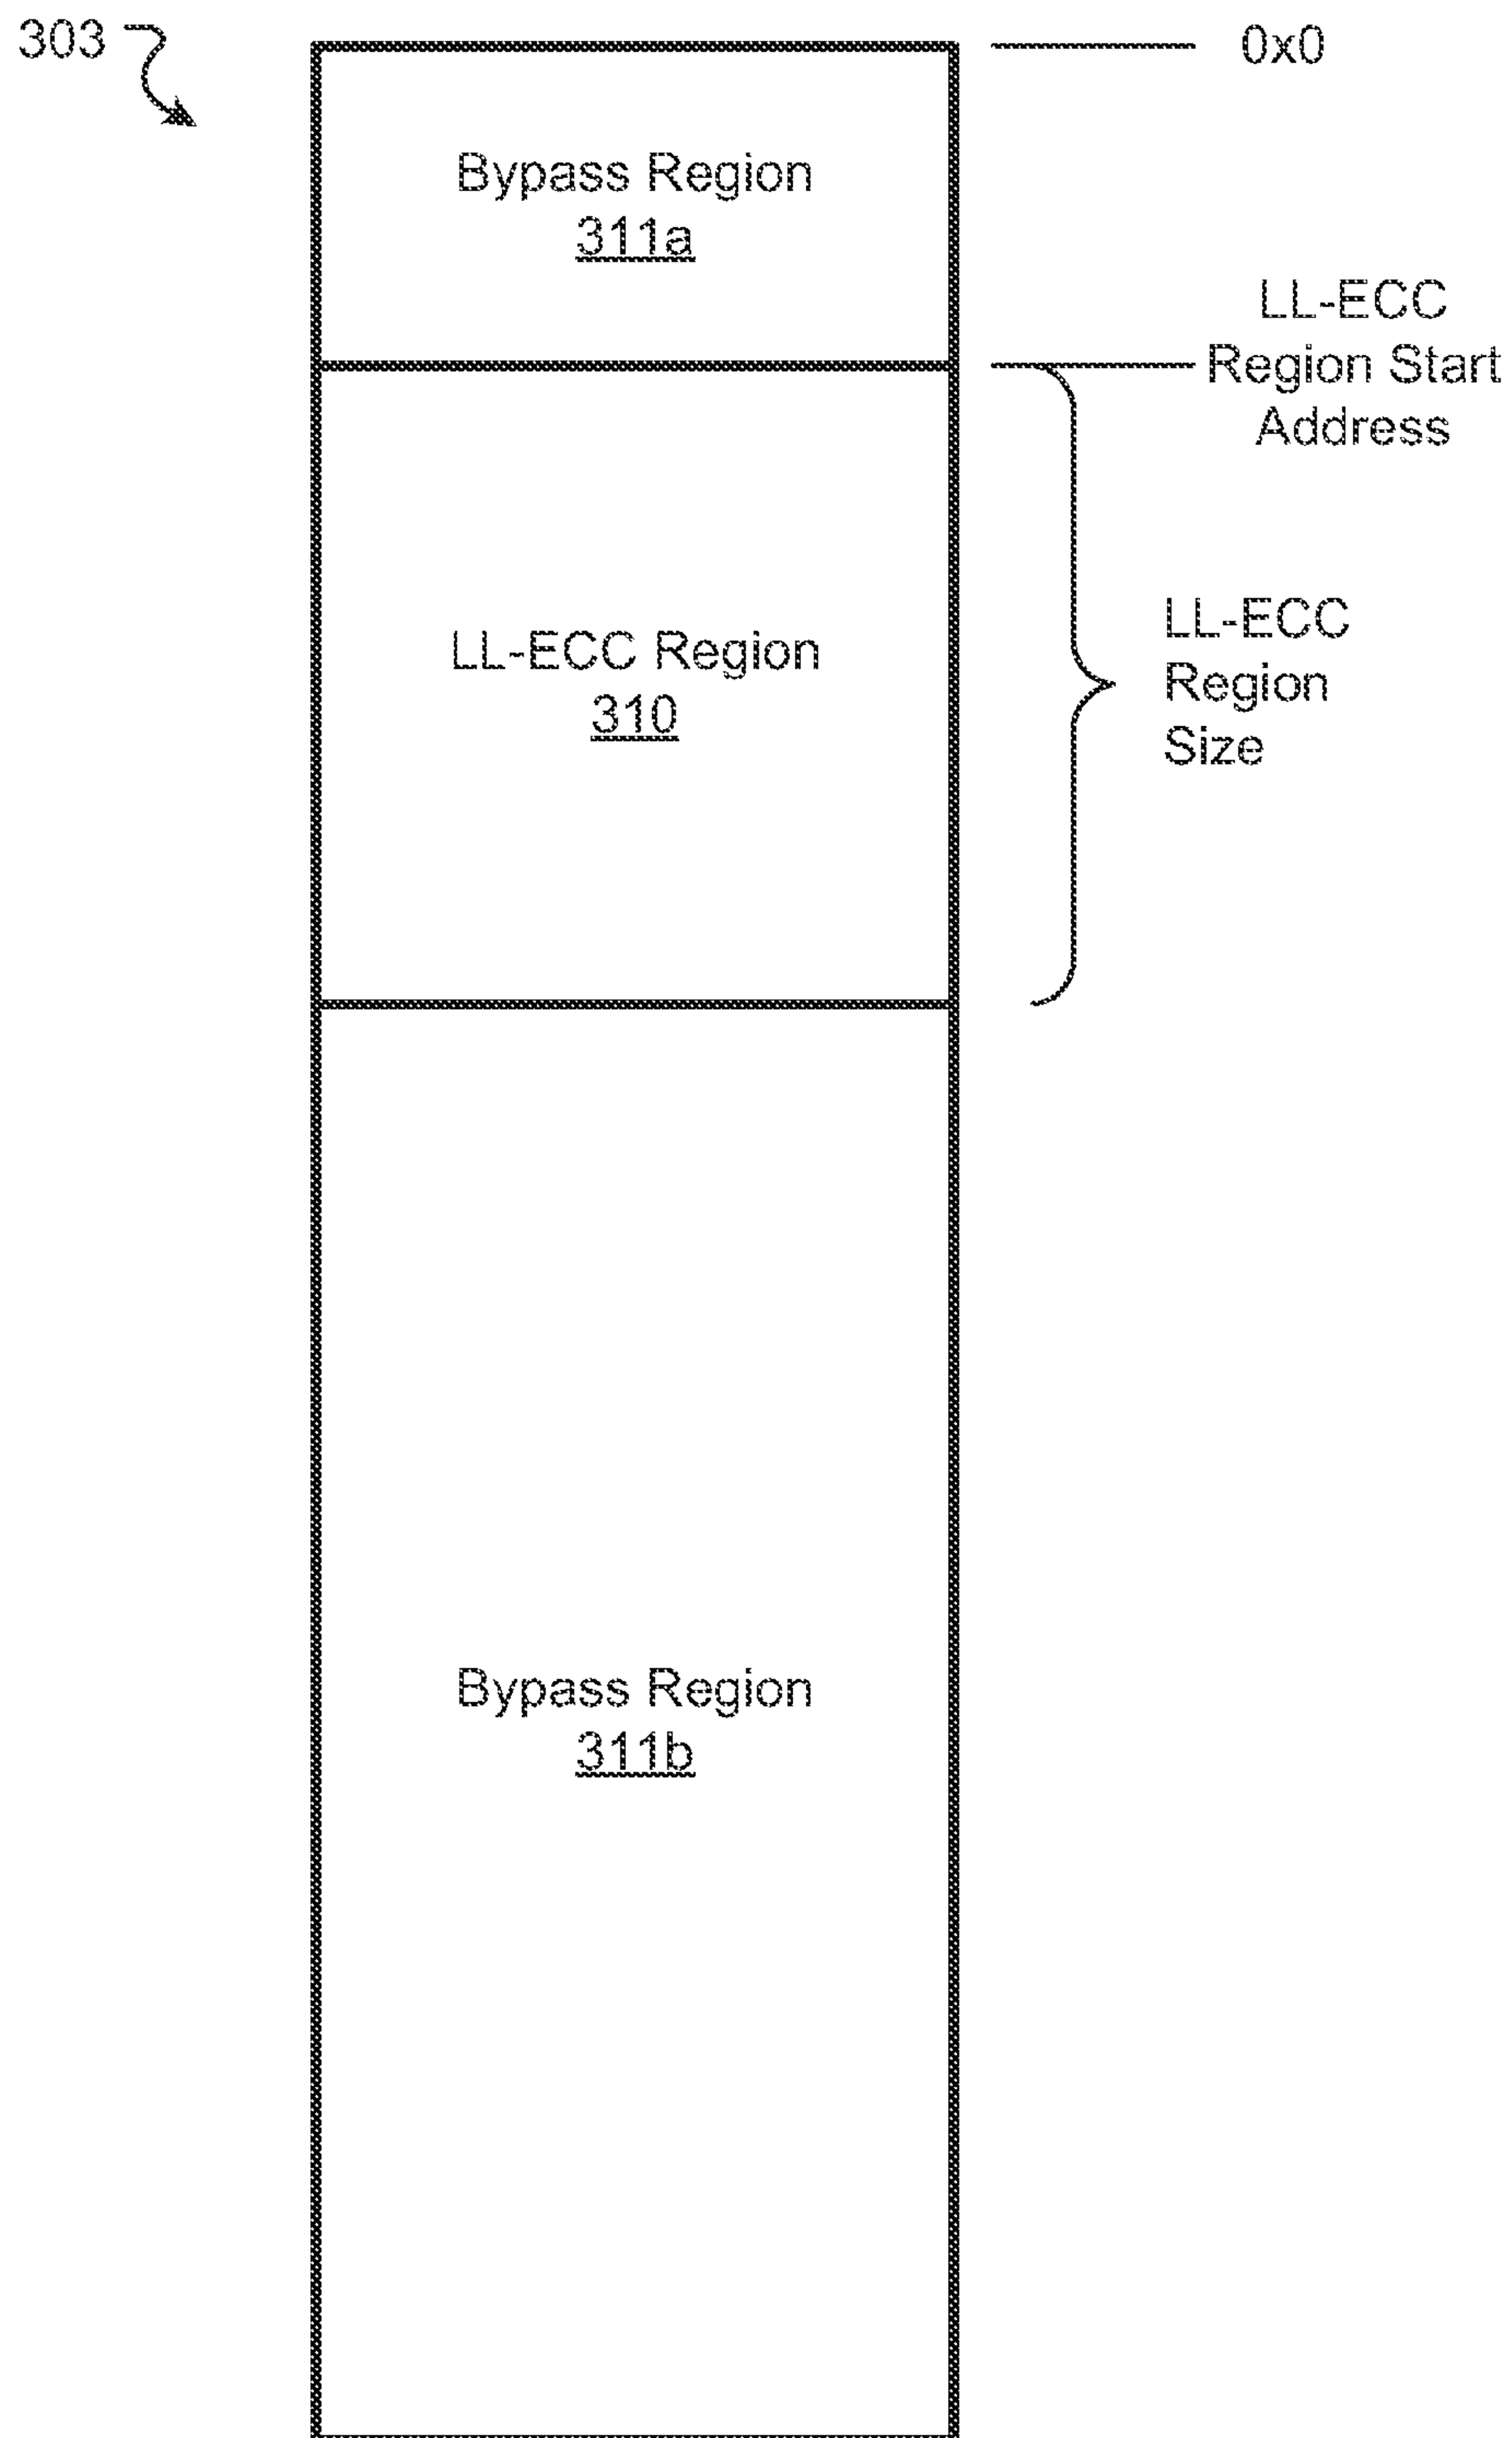 303
0x0
Bypass Region
311a
LL-ECC
Region Start
Address
LL-ECC Region
310
LL-ECC
Region
Size
Bypass Region
311b